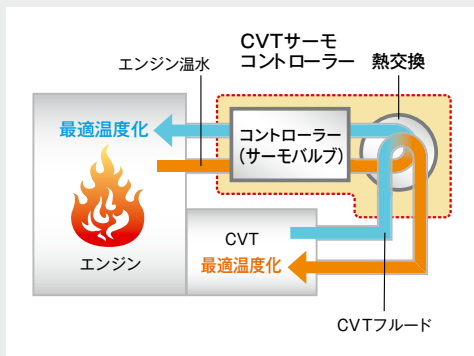 CVTサーモ
コントローラー
熱交換
エンジン温水
最適温度化
コントローラー
(サーモバルブ)
エンジン
CVT
最適温度化
CVTフルード